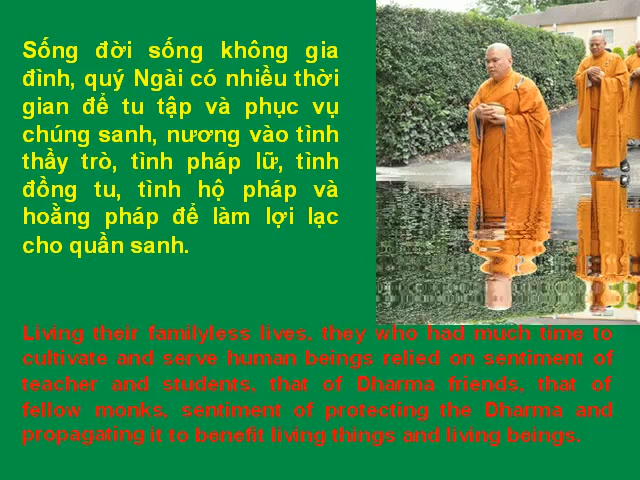 Sống đời sống không gia
đình, quý Ngài có nhiều thời
gian để tu tập và phục vụ
chúng sanh, nương vào tình
thầy trò, tình pháp lữ, tình
đồng tu, tình hộ pháp và
hoằng pháp để làm lợi lạc
cho quần sanh.
Living their familyless lives, they who had much time to
cultivate and serve human beings relied on sentiment of
teacher and students, that of Dharma friends, that of
fellow monks, sentiment of protecting the Dharma and
propagating it to benefit living things and living beings.